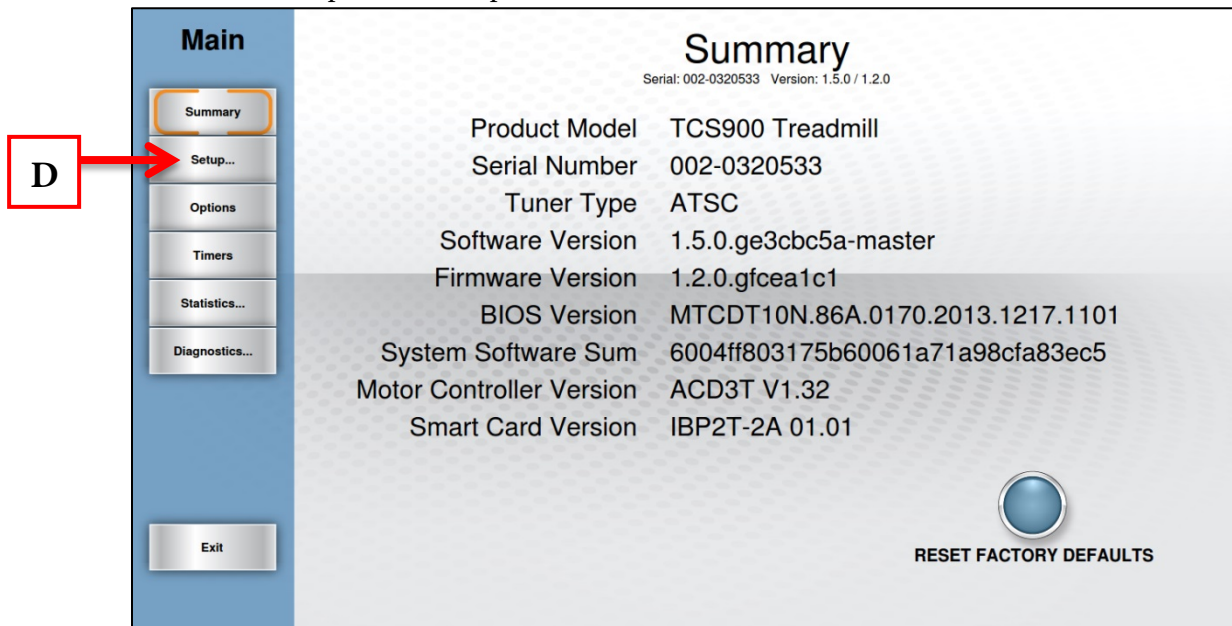 Main
Summary
Setup...
Options
Timers
Statistics...
Diagnostics...
Exit
D
Summary
Serial: 002-0320533 Version: 1.5.0 / 1.2.0
Product Model TCS900 Treadmill
Serial Number 002-0320533
Tuner Type ATSC
Software Version 1.5.0.ge3cbc5a-master
Firmware Version 1.2.0.gfcea1c1
BIOS Version MTCDT10N.86A.0170.2013.1217.1101
System Software Sum 6004ff803175b60061a71a98cfa83ec5
Motor Controller Version ACD3T V1.32
Smart Card Version IBP2T-2A 01.01
RESET FACTORY DEFAULTS